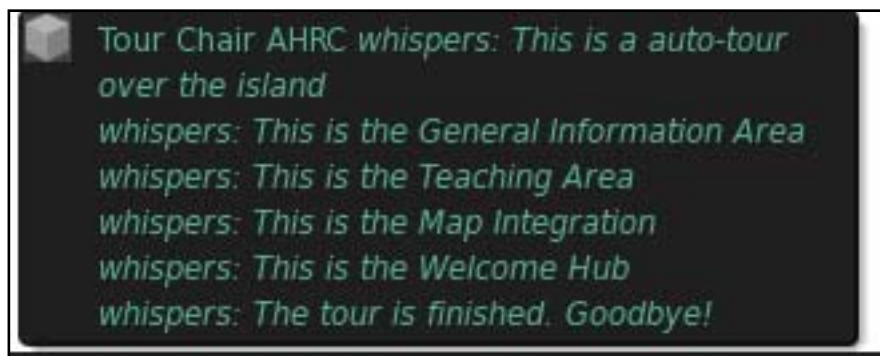 Tour Chair AHRC whispers: This is a auto-tour
over the island
whispers: This is the General Information Area
whispers: This is the Teaching Area
whispers: This is the Map Integration
whispers: This is the Welcome Hub
whispers: The tour is finished. Goodbye!